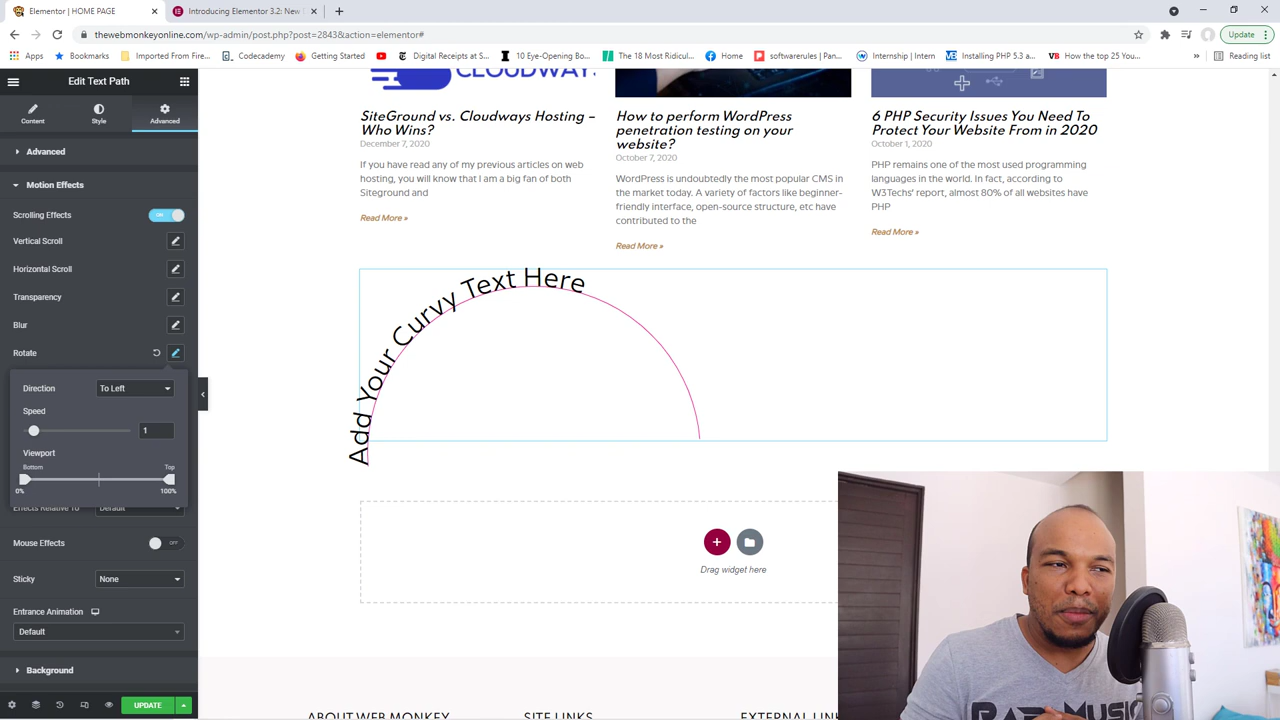 Elementor | HOME PAGE
Introducing Elementor 3.2: New
thewebmonkeyonline.com/wp-admin/post.php?post=2843&action=elementor#
Update
Apps
Bookmarks
Imported From Fire...
Codecademy
Getting Started
Digital Receipts at S...
10 Eye-Opening Bo...
The 18 Most Ridicul...
Home
softwarerules | Pan...
Internship | Intern
Installing PHP 5.3 a...
How the top 25 You...
Reading list
Edit Text Path
Content
Style
Advanced
Advanced
Motion Effects
Scrolling Effects
ON
Vertical Scroll
Horizontal Scroll
Transparency
Blur
Rotate
Direction
To Left
Speed
1
Viewport
Bottom
Top
0%
100%
Effects Relative To
Default
Mouse Effects
OFF
Sticky
None
Entrance Animation
Default
Background
UPDATE
CLOUDWAY
SiteGround vs. Cloudways Hosting –
Who Wins?
December 7, 2020
If you have read any of my previous articles on web
hosting, you will know that I am a big fan of both
Siteground and
Read More »
How to perform WordPress
penetration testing on your
website?
October 7, 2020
WordPress is undoubtedly the most popular CMS in
the market today. A variety of factors like beginner-
friendly interface, open-source structure, etc have
contributed to the
Read More »
6 PHP Security Issues You Need To
Protect Your Website From in 2020
October 1, 2020
PHP remains one of the most used programming
languages in the world. In fact, according to
W3Techs' report, almost 80% of all websites have
PHP
Read More »
Add Your Curvy Text Here
Drag widget here
ABOUT WEB MONKEY
SITE LINKS
EXTERNAL LIN